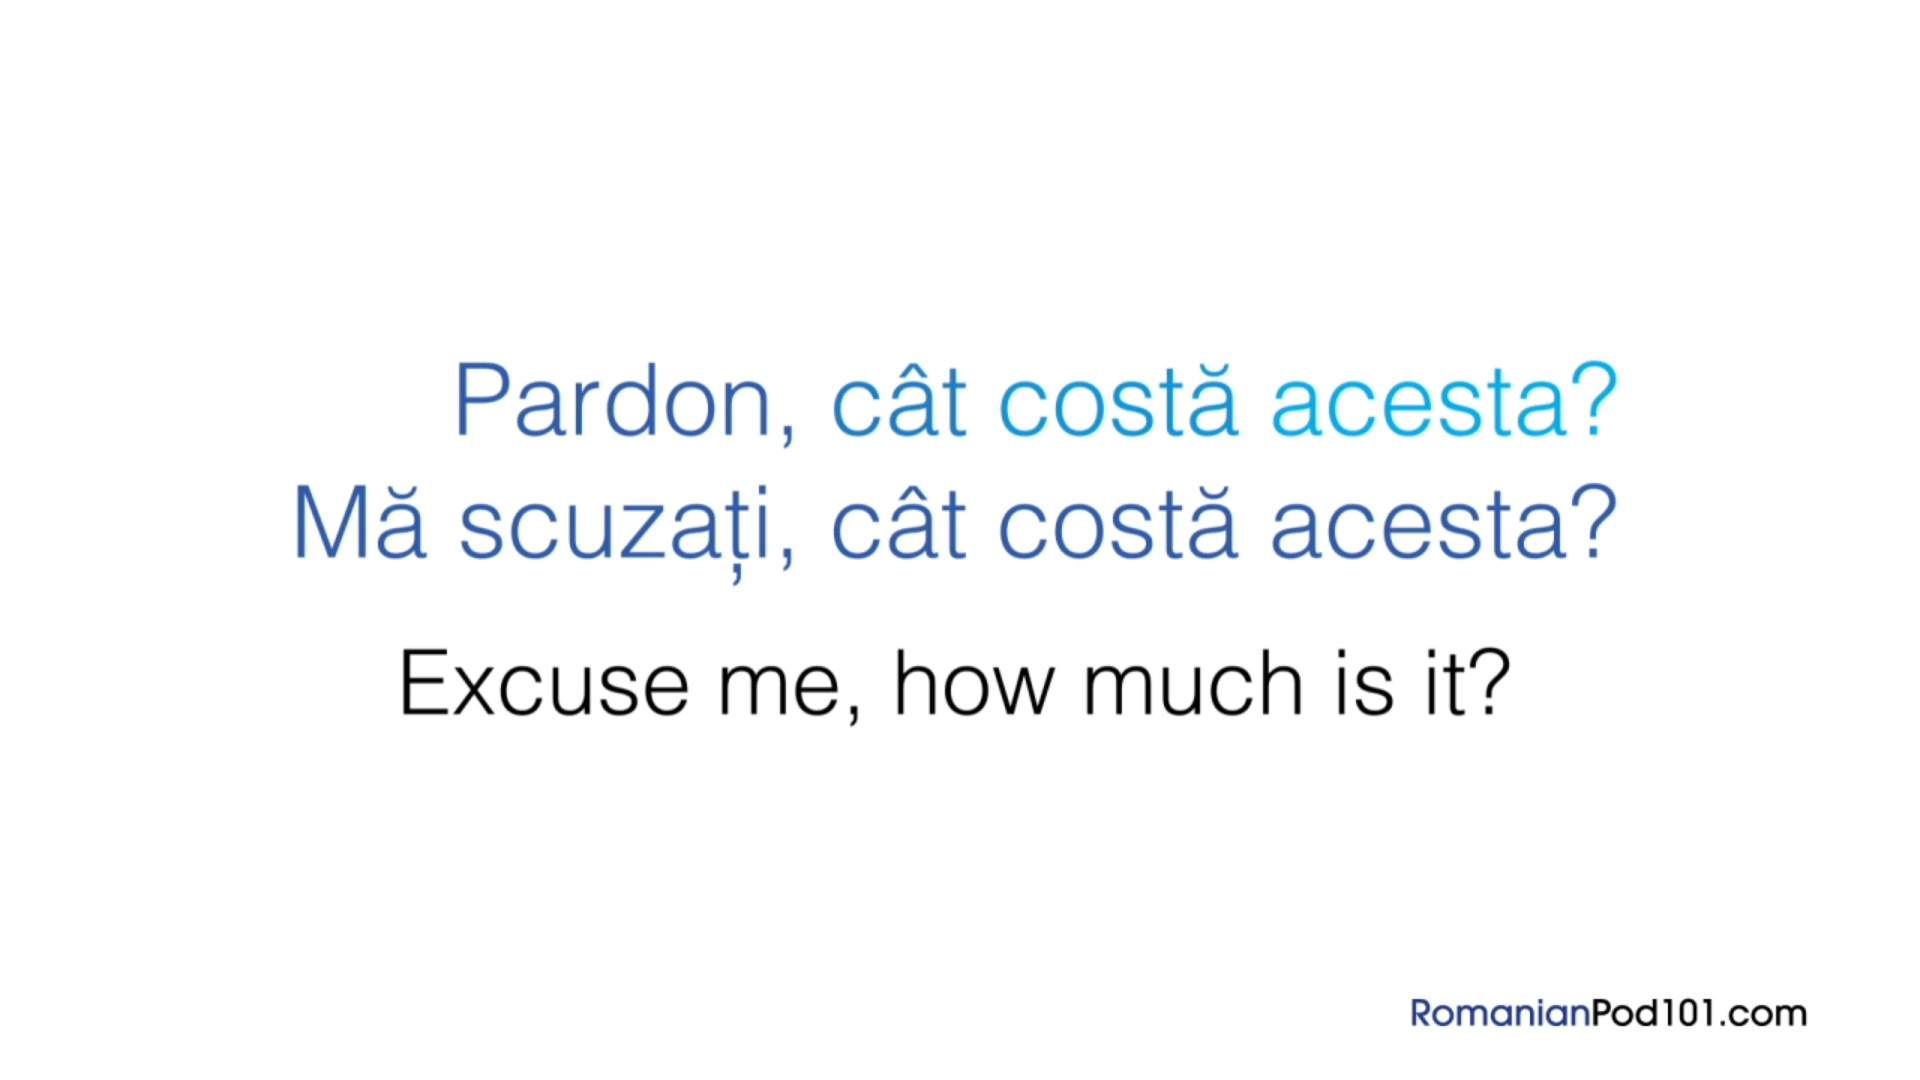 Pardon, cât costă acesta?
Mă scuzați, cât costă acesta?
Excuse me, how much is it?
RomanianPod101.com